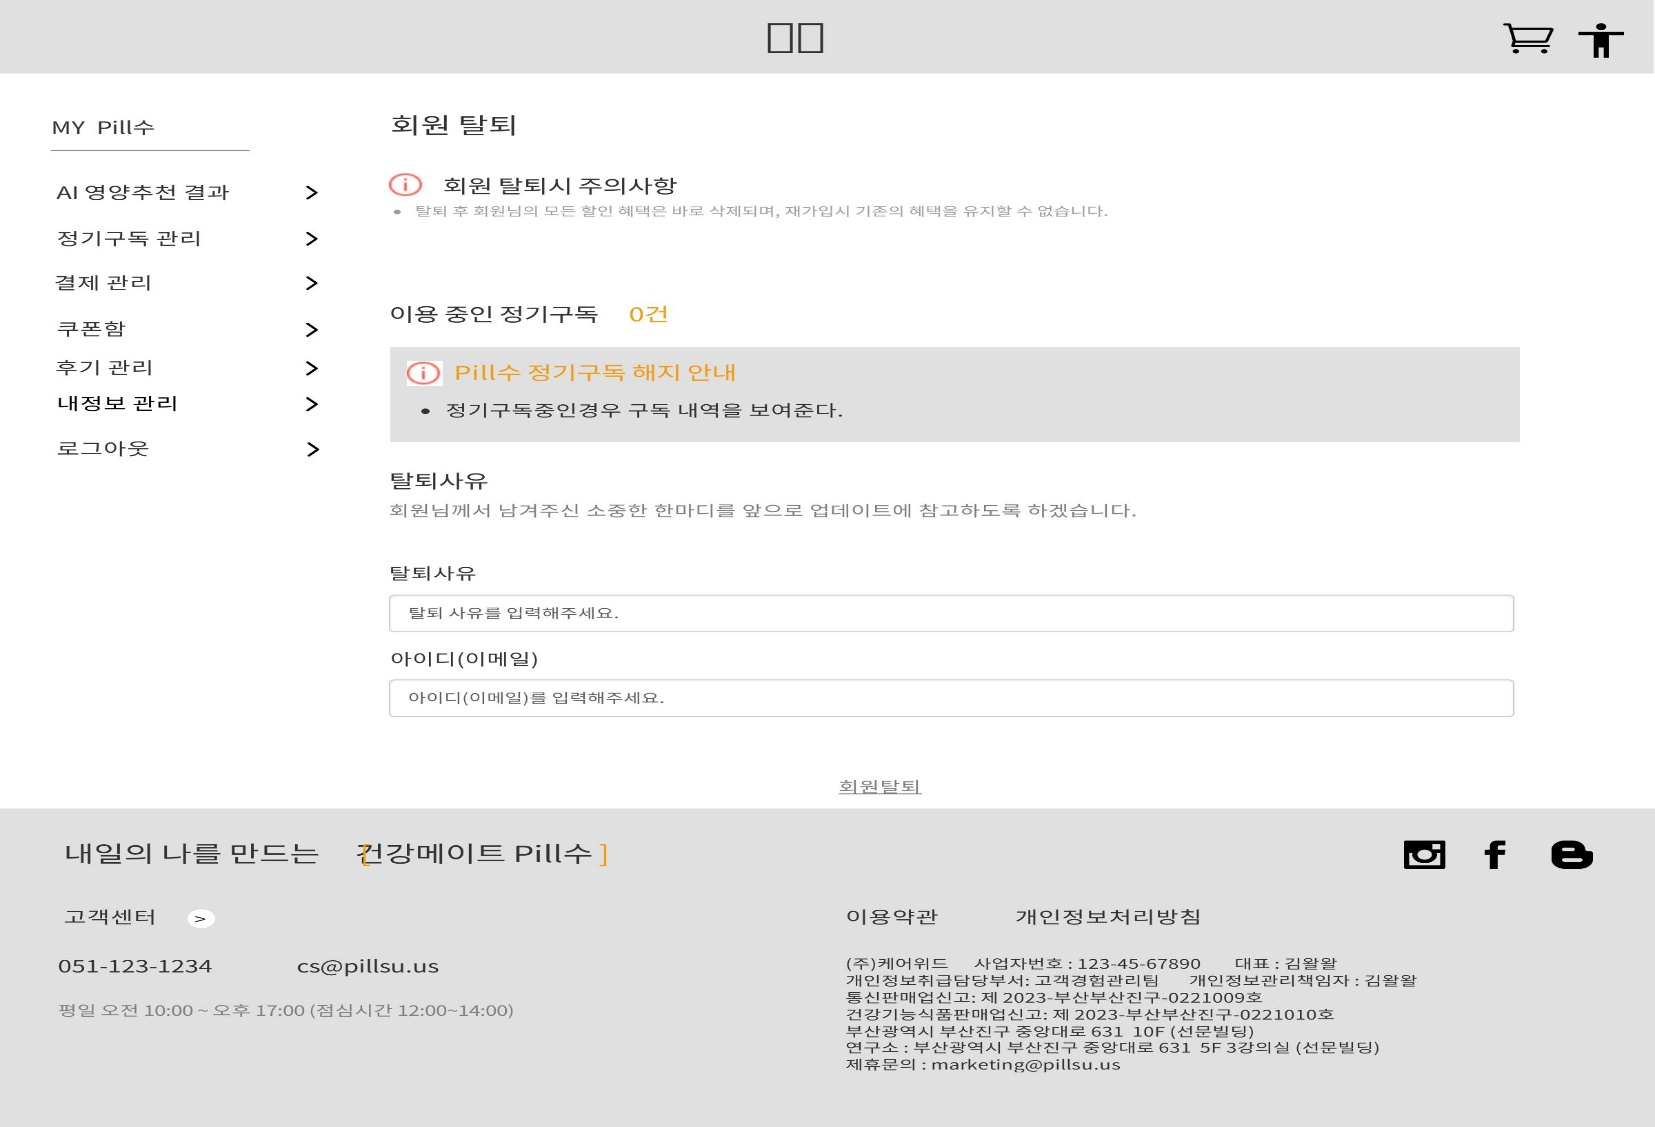 MY Pill수
AI 영양추천 결과 >
정기구독 관리 >
결제 관리 >
쿠폰함 >
후기 관리 >
내정보 관리 >
로그아웃 >
회원 탈퇴
회원 탈퇴시 주의사항
• 탈퇴 후 회원님의 모든 할인 혜택은 바로 삭제되며, 재가입시 기존의 혜택을 유지할 수 없습니다.
이용 중인 정기구독 0건
Pill수 정기구독 해지 안내
• 정기구독중인경우 구독 내역을 보여준다.
탈퇴사유
회원님께서 남겨주신 소중한 한마디를 앞으로 업데이트에 참고하도록 하겠습니다.
탈퇴사유
탈퇴 사유를 입력해주세요.
아이디(이메일)
아이디(이메일)를 입력해주세요.
회원탈퇴
내일의 나를 만드는 [건강메이트 Pill수]
고객센터 >
051-123-1234 cs@pillsu.us
평일 오전 10:00 ~ 오후 17:00 (점심시간 12:00~14:00)
이용약관 개인정보처리방침
(주)케어위드 사업자번호 : 123-45-67890 대표 : 김왈왈
개인정보취급담당부서: 고객경험관리팀 개인정보관리책임자 : 김왈왈
통신판매업신고: 제 2023-부산부산진구-0221009호
건강기능식품판매업신고: 제 2023-부산부산진구-0221010호
부산광역시 부산진구 중앙대로 631 10F (선문빌딩)
연구소 : 부산광역시 부산진구 중앙대로 631 5F 3강의실 (선문빌딩)
제휴문의 : marketing@pillsu.us